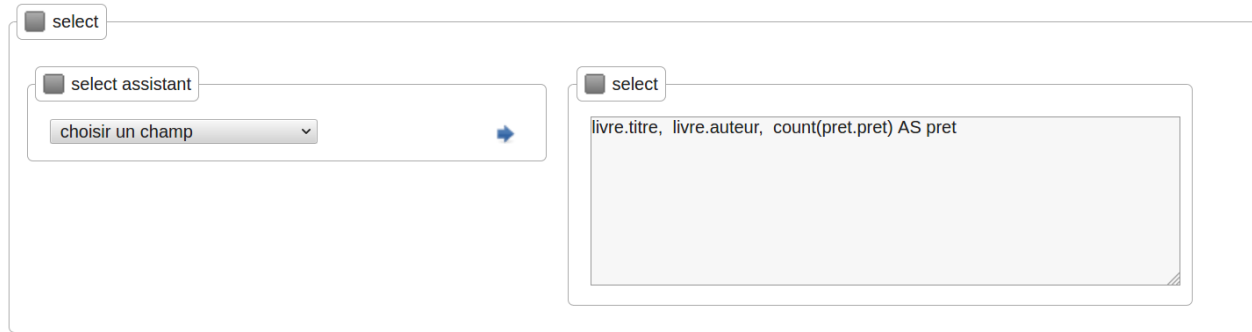 select
select assistant
choisir un champ
select
livre.titre,  livre.auteur,  count(pret.pret) AS pret